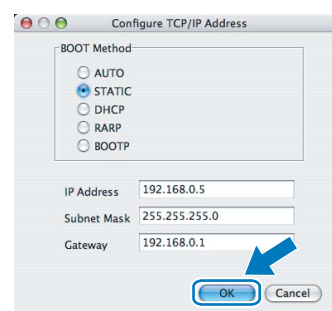 Configure TCP/IP Address
BOOT Method
AUTO
STATIC
DHCP
RARP
BOOTP
IP Address 192.168.0.5
Subnet Mask 255.255.255.0
Gateway 192.168.0.1
OK Cancel